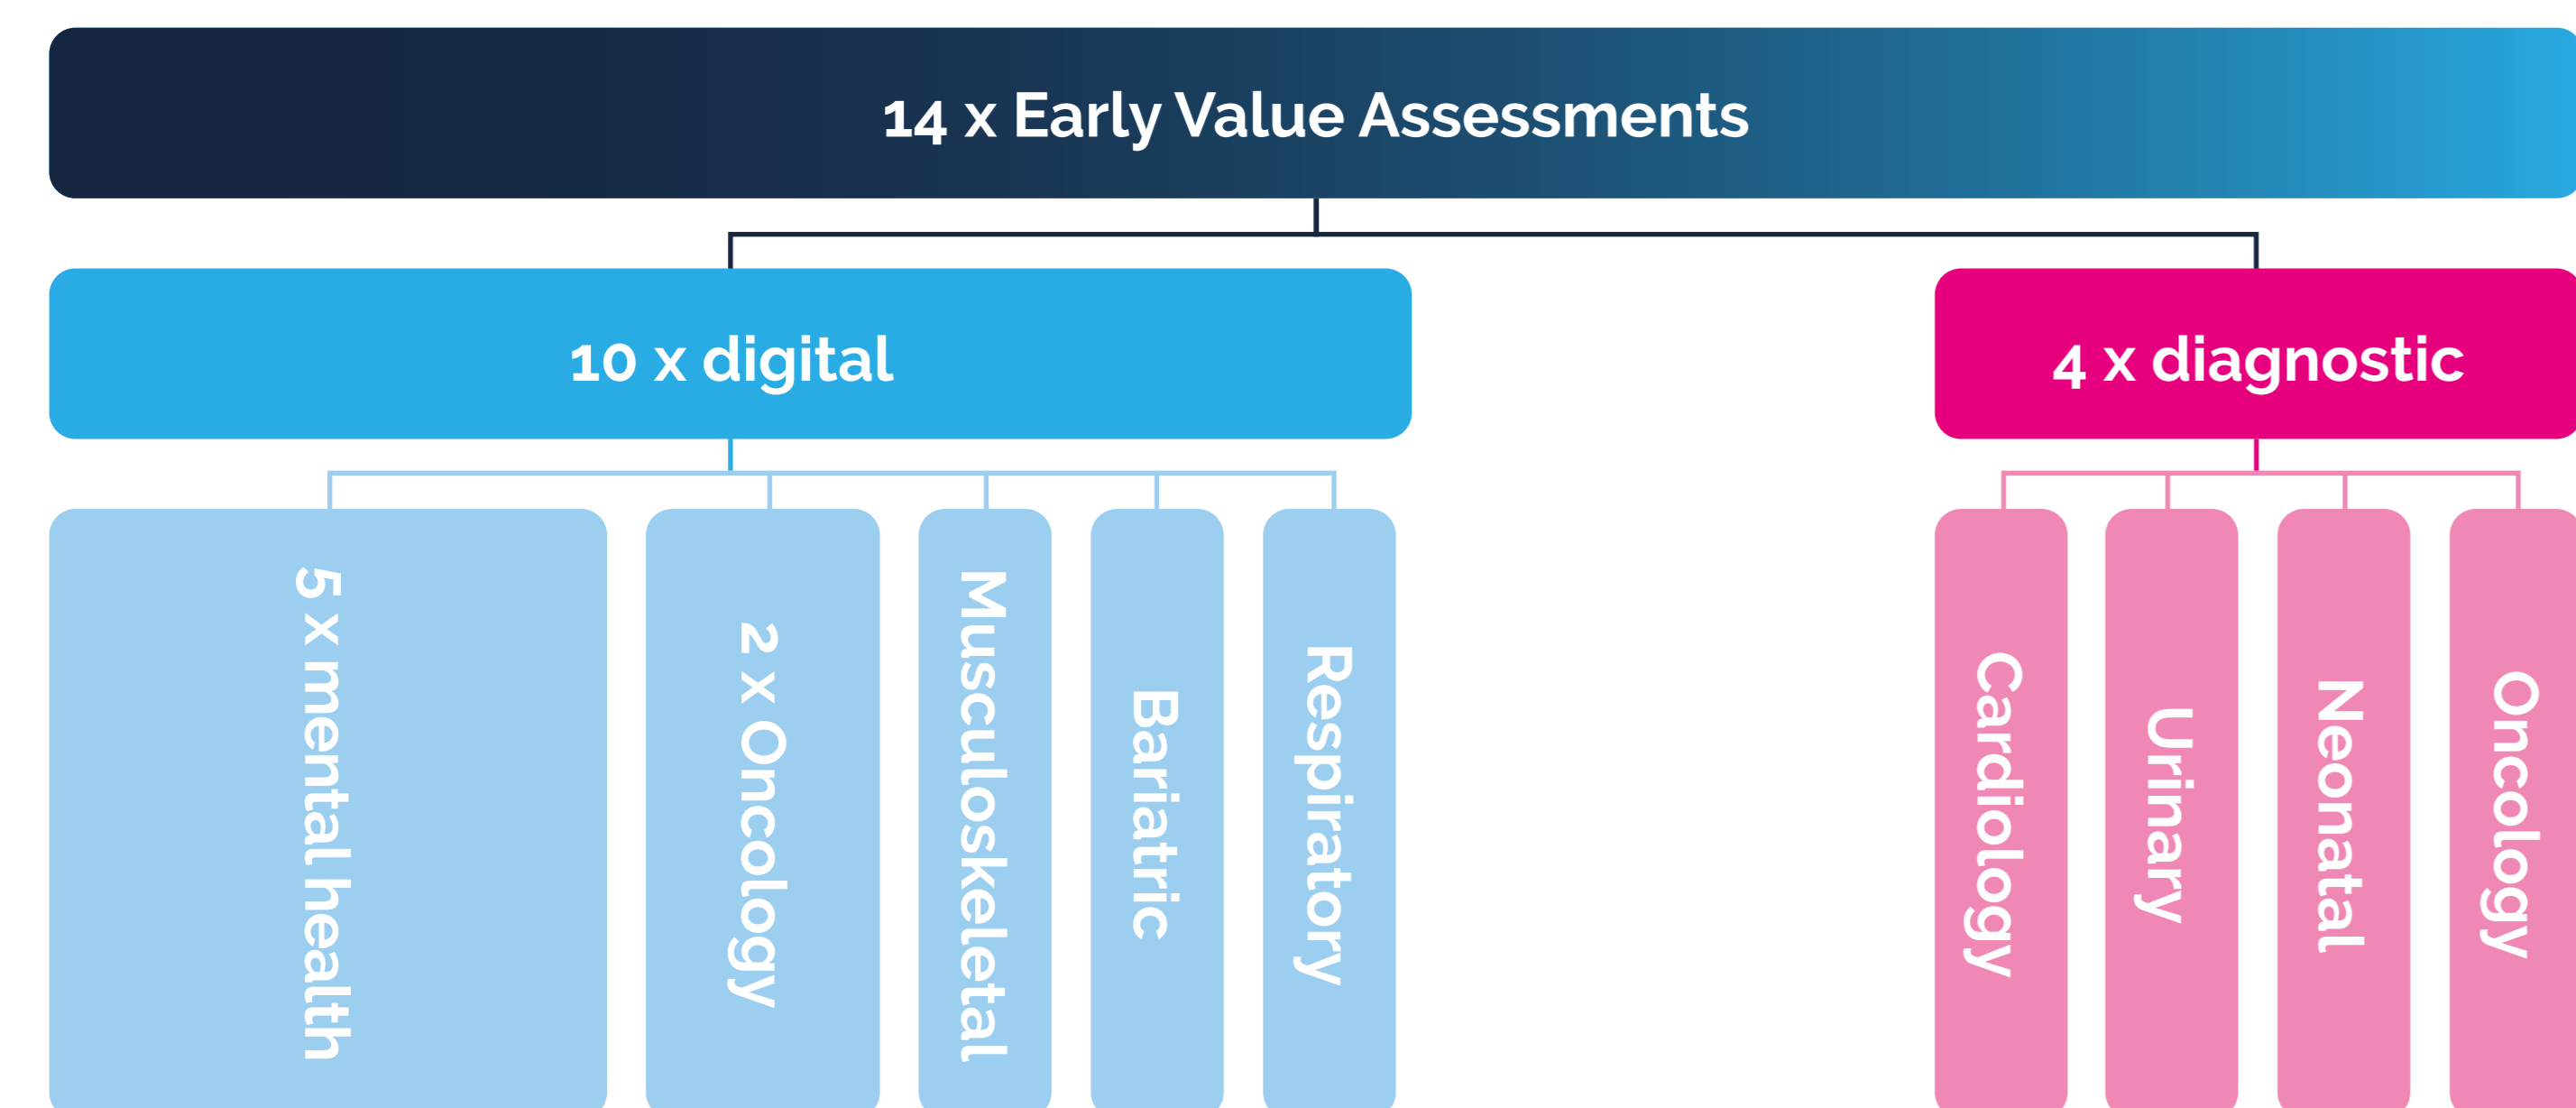 14 x Early Value Assessments
10 x digital
4 x diagnostic
5 x mental health
2 x Oncology
Musculoskeletal
Bariatric
Respiratory
Cardiology
Urinary
Neonatal
Oncology